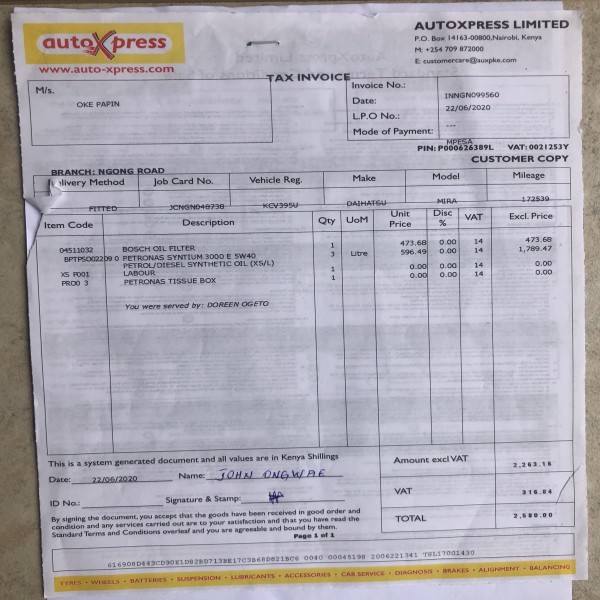 autoXpress
www.auto-xpress.com
AUTOXPRESS LIMITED
P.O. Box 14163-00800,Nairobi, Kenya
M: +254 709 872000
E: customercare@auxpke.com
TAX INVOICE
M/s.
OKE PAPIN
Invoice No.: INNGN099560
Date: 22/06/2020
L.P.O No.: ---
Mode of Payment: MPESA
PIN: P000626389L VAT: 0021253Y
CUSTOMER COPY
BRANCH: NGONG ROAD
Delivery Method Job Card No. Vehicle Reg. Make Model Mileage
FITTED JCNGN048738 KCV395U DAIHATSU MIRA 172539
Item Code Description Qty UoM Unit Price Disc % VAT Excl. Price
04511032 BOSCH OIL FILTER 1 473.68 0.00 14 473.68
BPTPS002209 0 PETRONAS SYNTIUM 3000 E 5W40 3 Litre 596.49 0.00 14 1,789.47
PETROL/DIESEL SYNTHETIC OIL (XS/L)
XS F001 LABOUR 1 0.00 0.00 14 0.00
PRO0 3 PETRONAS TISSUE BOX 1 0.00 0.00 14 0.00
You were served by: DOREEN OGETO
This is a system generated document and all values are in Kenya Shillings
Date: 22/06/2020 Name: JOHN ONGWAE
ID No.: Signature & Stamp:
By signing the document, you accept that the goods have been received in good order and
condition and any services carried out are to your satisfaction and that you have read the
Standard Terms and Conditions overleaf and you are agreeable and bound by them.
Page 1 of 1
Amount excl VAT 2,263.16
VAT 316.84
TOTAL 2,580.00
0040 00045198 2006221341 TSL17001430
TYRES • WHEELS • BATTERIES • SUSPENSION • LUBRICANTS • ACCESSORIES • CAR SERVICE • DIAGNOSIS • BRAKES • ALIGNMENT • BALANCING